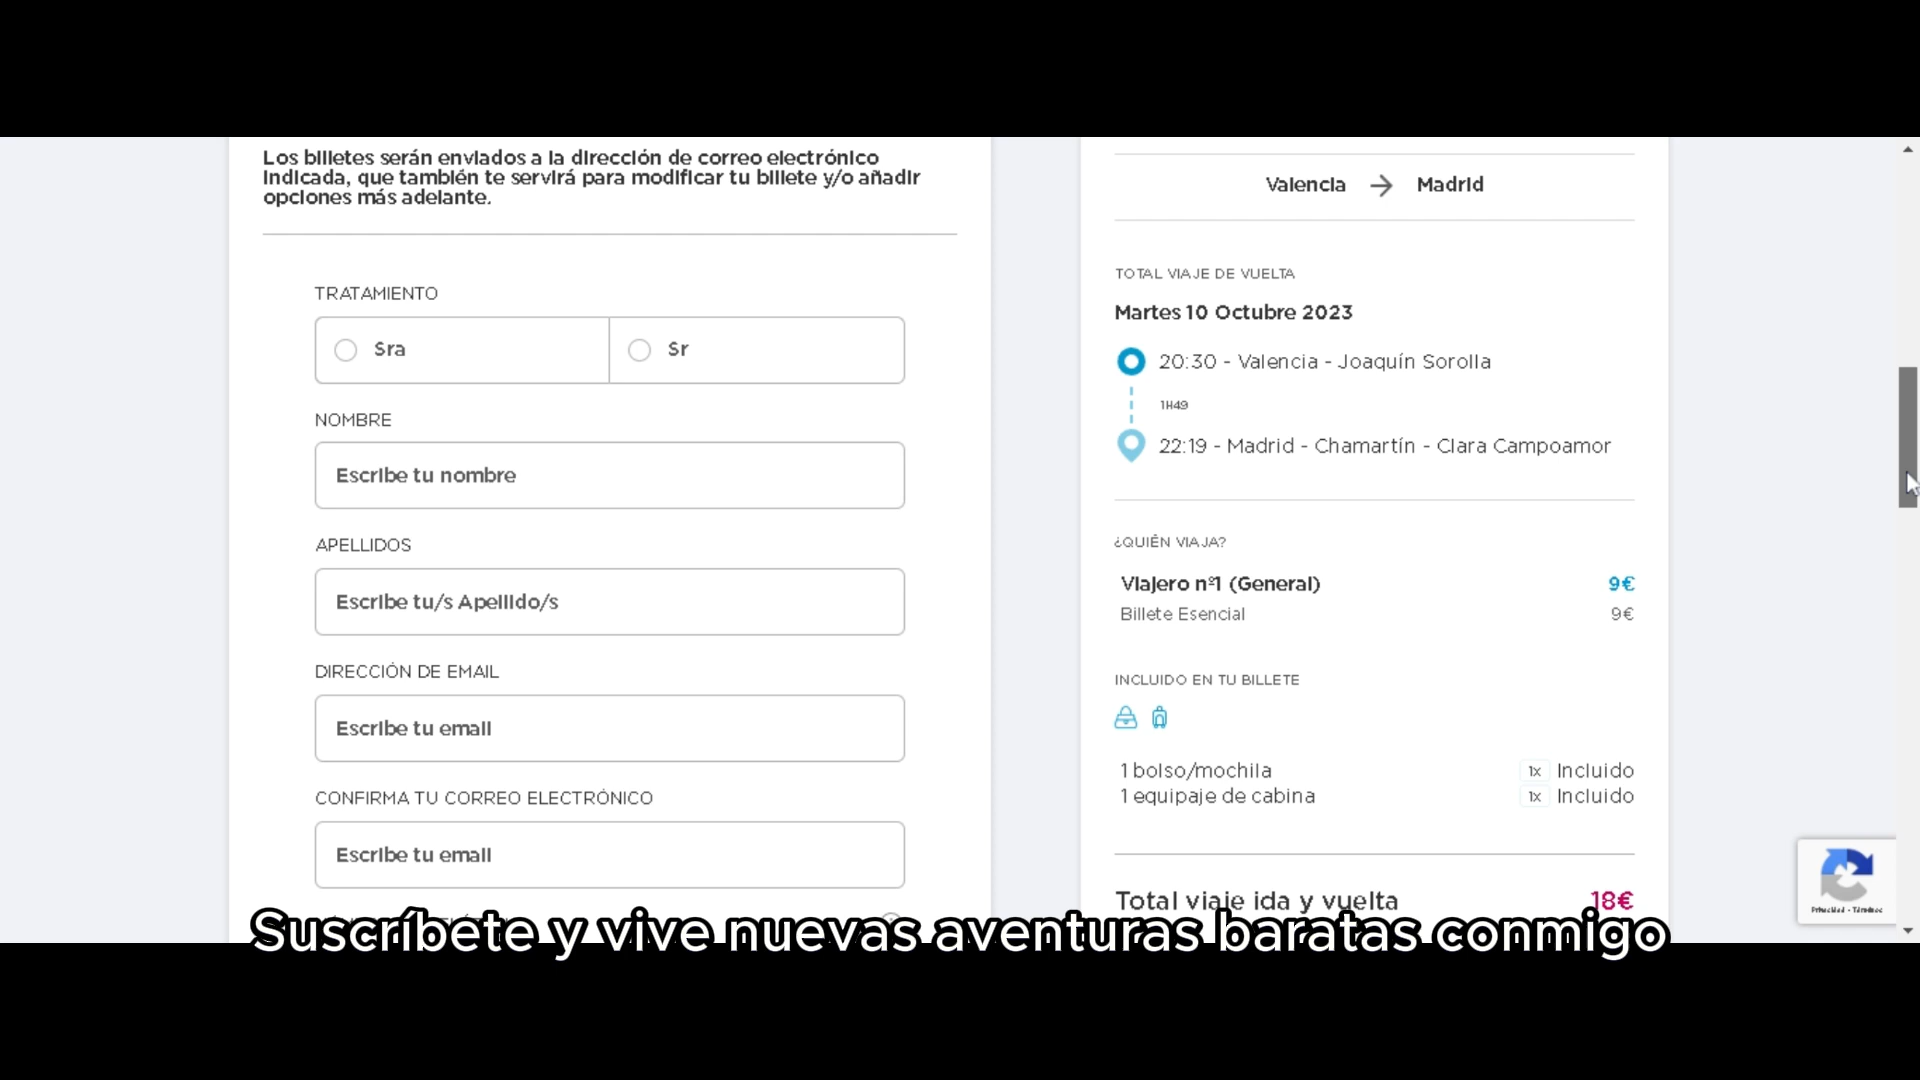 Los billetes serán enviados a la dirección de correo electrónico
indicada, que también te servirá para modificar tu billete y/o añadir
opciones más adelante.
TRATAMIENTO
Sra
Sr
NOMBRE
Escribe tu nombre
APELLIDOS
Escribe tu/s Apellido/s
DIRECCIÓN DE EMAIL
Escribe tu email
CONFIRMA TU CORREO ELECTRÓNICO
Escribe tu email
Valencia → Madrid
TOTAL VIAJE DE VUELTA
Martes 10 Octubre 2023
20:30 - Valencia - Joaquín Sorolla
1H49
22:19 - Madrid - Chamartín - Clara Campoamor
¿QUIÉN VIAJA?
Viajero nº1 (General) 9€
Billete Esencial 9€
INCLUIDO EN TU BILLETE
1 bolso/mochila 1x Incluido
1 equipaje de cabina 1x Incluido
Total viaje ida y vuelta 18€
Privacidad - Términos
Suscríbete y vive nuevas aventuras baratas conmigo